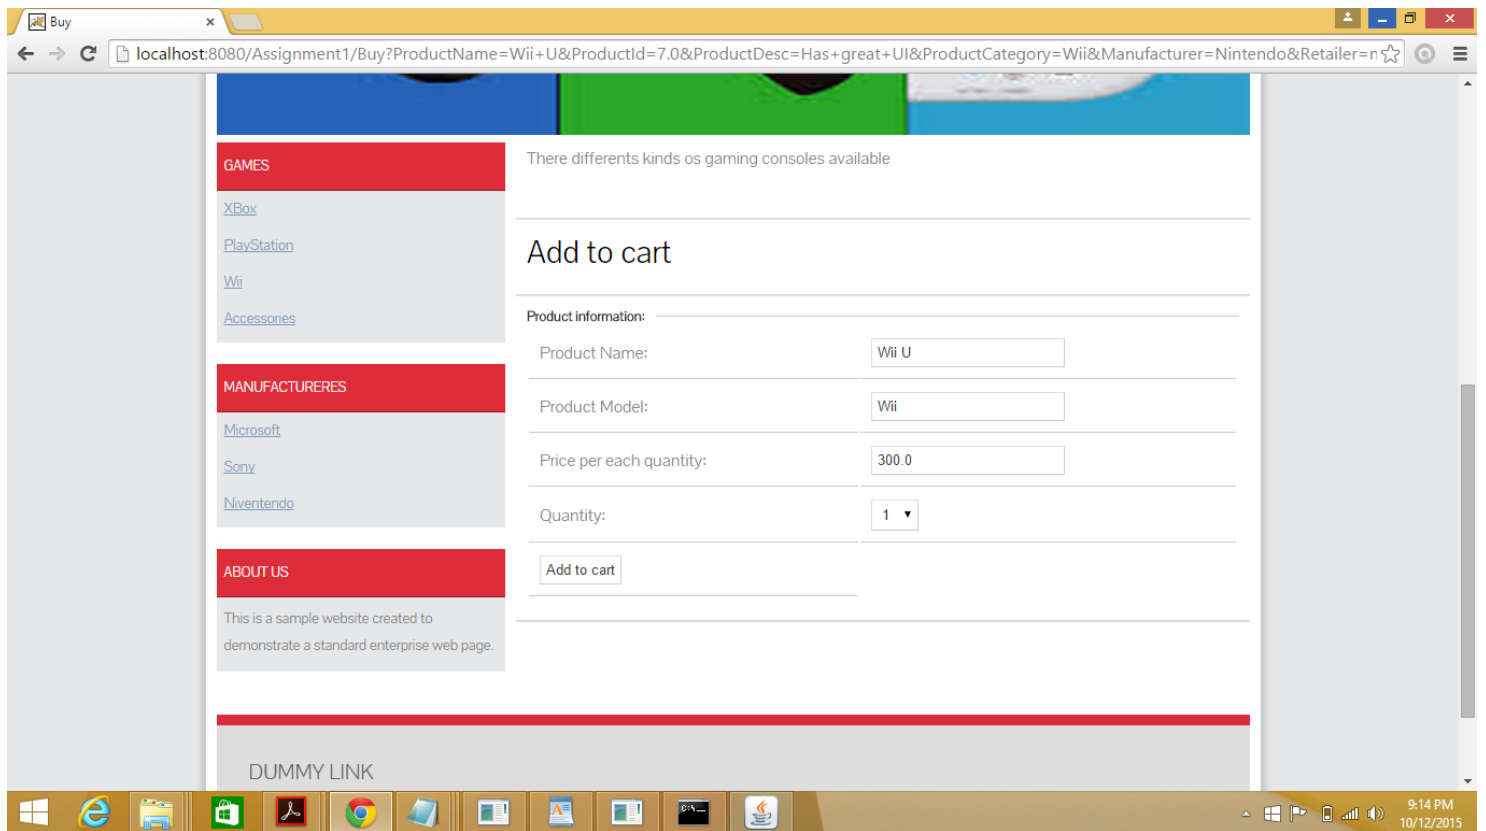 Buy
localhost:8080/Assignment1/Buy?ProductName=Wii+U&ProductId=7.0&ProductDesc=Has+great+UI&ProductCategory=Wii&Manufacturer=Nintendo&Retailer=n
There differents kinds os gaming consoles available
GAMES
XBox
PlayStation
Wii
Accessories
MANUFACTURERES
Microsoft
Sony
Niventendo
ABOUT US
This is a sample website created to
demonstrate a standard enterprise web page.
Add to cart
Product information:
Product Name: Wii U
Product Model: Wii
Price per each quantity: 300.0
Quantity: 1
Add to cart
DUMMY LINK
9:14 PM
10/12/2015